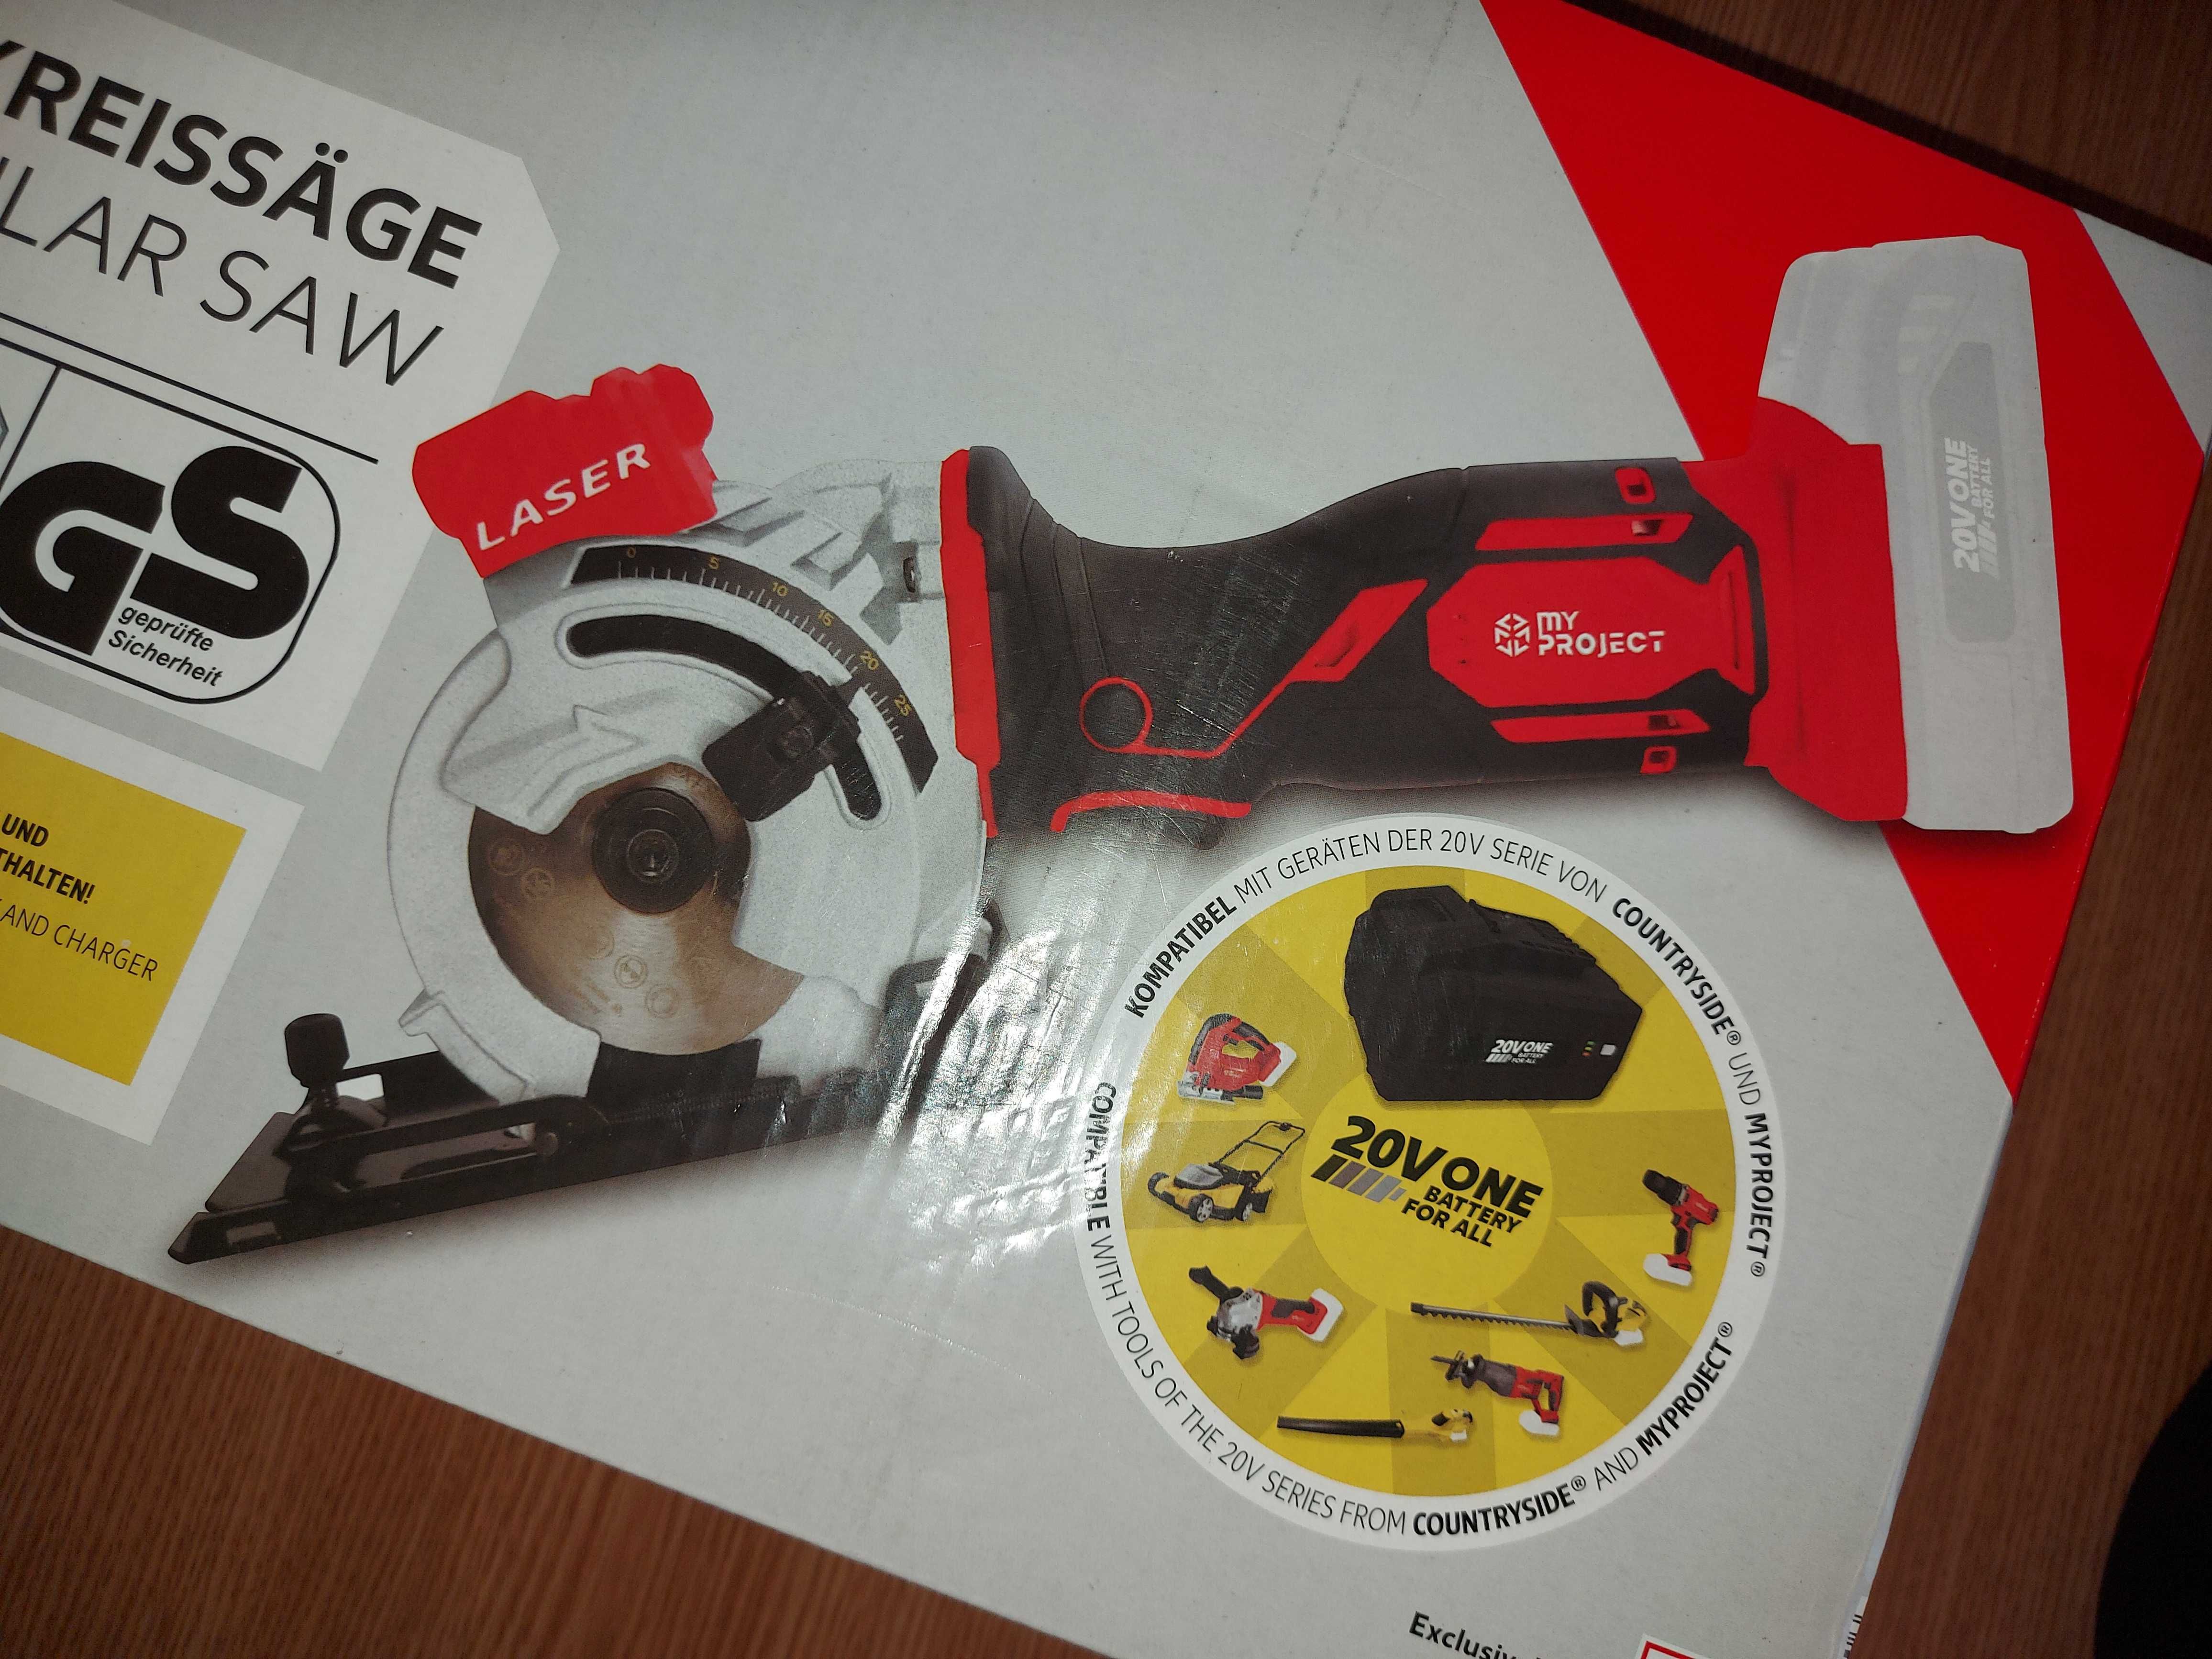 REISSÄGE
LAR SAW
GS
geprüfte
Sicherheit
UND
THALTEN!
AND CHARGER
LASER
0 5 10 15 20 25
MY
PROJECT
20V ONE
BATTERY
FOR ALL
KOMPATIBEL MIT GERÄTEN DER 20V SERIE VON COUNTRYSIDE® UND MYPROJECT®
20V ONE
BATTERY
FOR ALL
20V ONE
BATTERY
FOR ALL
COMPATIBLE WITH TOOLS OF THE 20V SERIES FROM COUNTRYSIDE® AND MYPROJECT®